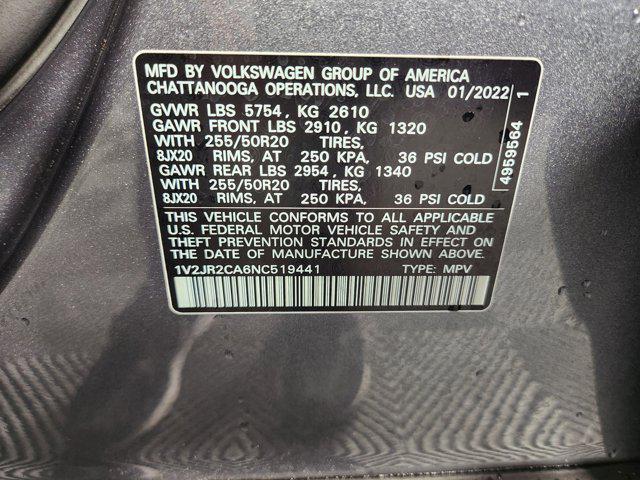 MFD BY VOLKSWAGEN GROUP OF AMERICA
CHATTANOOGA OPERATIONS, LLC. USA 01/2022
GVWR LBS 5754, KG 2610
GAWR FRONT LBS 2910, KG 1320
WITH 255/50R20 TIRES,
8JX20 RIMS, AT 250 KPA, 36 PSI COLD
GAWR REAR LBS 2954, KG 1340
WITH 255/50R20 TIRES,
8JX20 RIMS, AT 250 KPA, 36 PSI COLD
THIS VEHICLE CONFORMS TO ALL APPLICABLE
U.S. FEDERAL MOTOR VEHICLE SAFETY AND
THEFT PREVENTION STANDARDS IN EFFECT ON
THE DATE OF MANUFACTURE SHOWN ABOVE.
1V2JR2CA6NC519441 TYPE: MPV
4959564 1